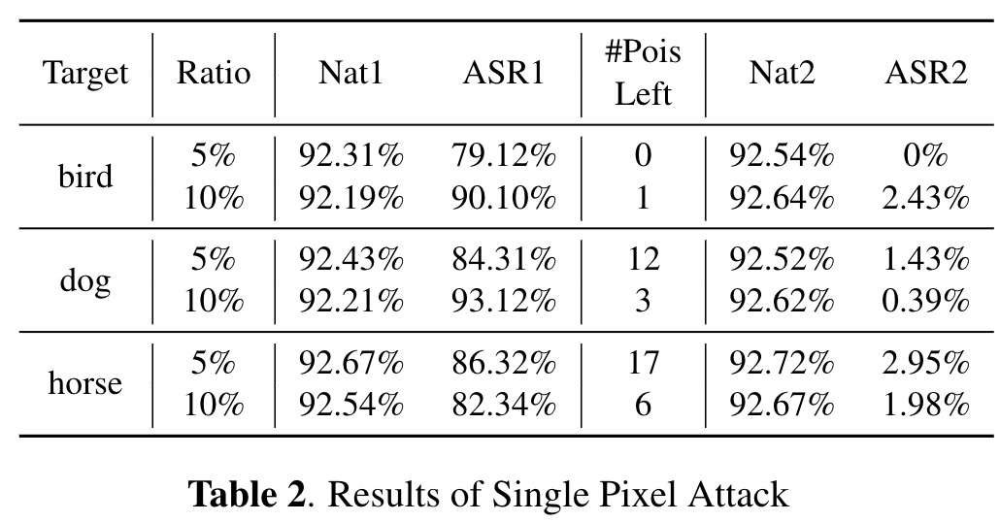 Target Ratio Nat1 ASR1 #Pois Left Nat2 ASR2
bird 5% 92.31% 79.12% 0 92.54% 0%
10% 92.19% 90.10% 1 92.64% 2.43%
dog 5% 92.43% 84.31% 12 92.52% 1.43%
10% 92.21% 93.12% 3 92.62% 0.39%
horse 5% 92.67% 86.32% 17 92.72% 2.95%
10% 92.54% 82.34% 6 92.67% 1.98%
Table 2. Results of Single Pixel Attack